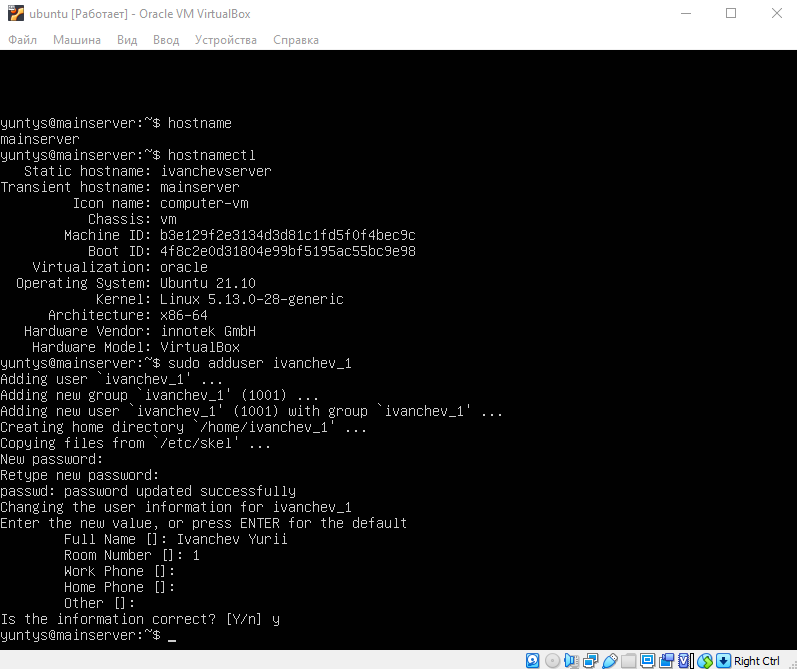 ubuntu [Работает] - Oracle VM VirtualBox
Файл Машина Вид Ввод Устройства Справка
yuntys@mainserver:~$ hostname
mainserver
yuntys@mainserver:~$ hostnamectl
Static hostname: ivanchevserver
Transient hostname: mainserver
Icon name: computer-vm
Chassis: vm
Machine ID: b3e129f2e3134d3d81c1fd5f0f4bec9c
Boot ID: 4f8c2e0d31804e99bf5195ac55bc9e98
Virtualization: oracle
Operating System: Ubuntu 21.10
Kernel: Linux 5.13.0-28-generic
Architecture: x86-64
Hardware Vendor: innotek GmbH
Hardware Model: VirtualBox
yuntys@mainserver:~$ sudo adduser ivanchev_1
Adding user `ivanchev_1' ...
Adding new group `ivanchev_1' (1001) ...
Adding new user `ivanchev_1' (1001) with group `ivanchev_1' ...
Creating home directory `/home/ivanchev_1' ...
Copying files from `/etc/skel' ...
New password:
Retype new password:
passwd: password updated successfully
Changing the user information for ivanchev_1
Enter the new value, or press ENTER for the default
Full Name []: Ivanchev Yurii
Room Number []: 1
Work Phone []:
Home Phone []:
Other []:
Is the information correct? [Y/n] y
yuntys@mainserver:~$ _
Right Ctrl